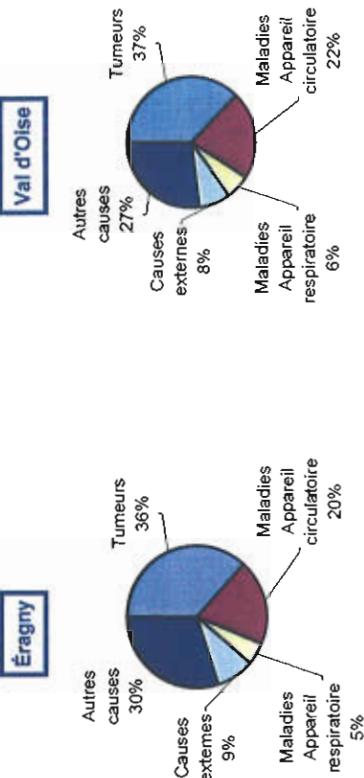 Éragny
Tumeurs
36%
Maladies
Appareil
circulatoire
20%
Maladies
Appareil
respiratoire
5%
Causes
externes
9%
Autres
causes
30%
Val d'Oise
Tumeurs
37%
Maladies
Appareil
circulatoire
22%
Maladies
Appareil
respiratoire
6%
Causes
externes
8%
Autres
causes
27%